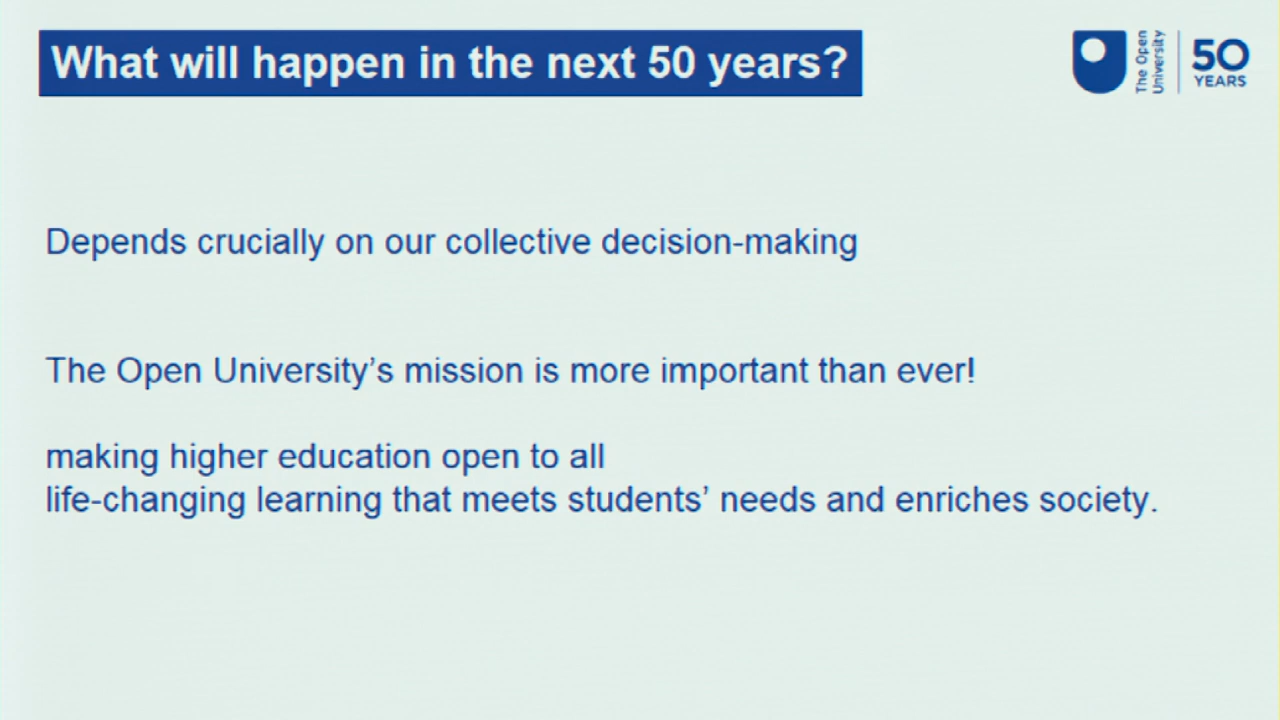 What will happen in the next 50 years?
The Open
University
50
YEARS
Depends crucially on our collective decision-making
The Open University’s mission is more important than ever!
making higher education open to all
life-changing learning that meets students’ needs and enriches society.